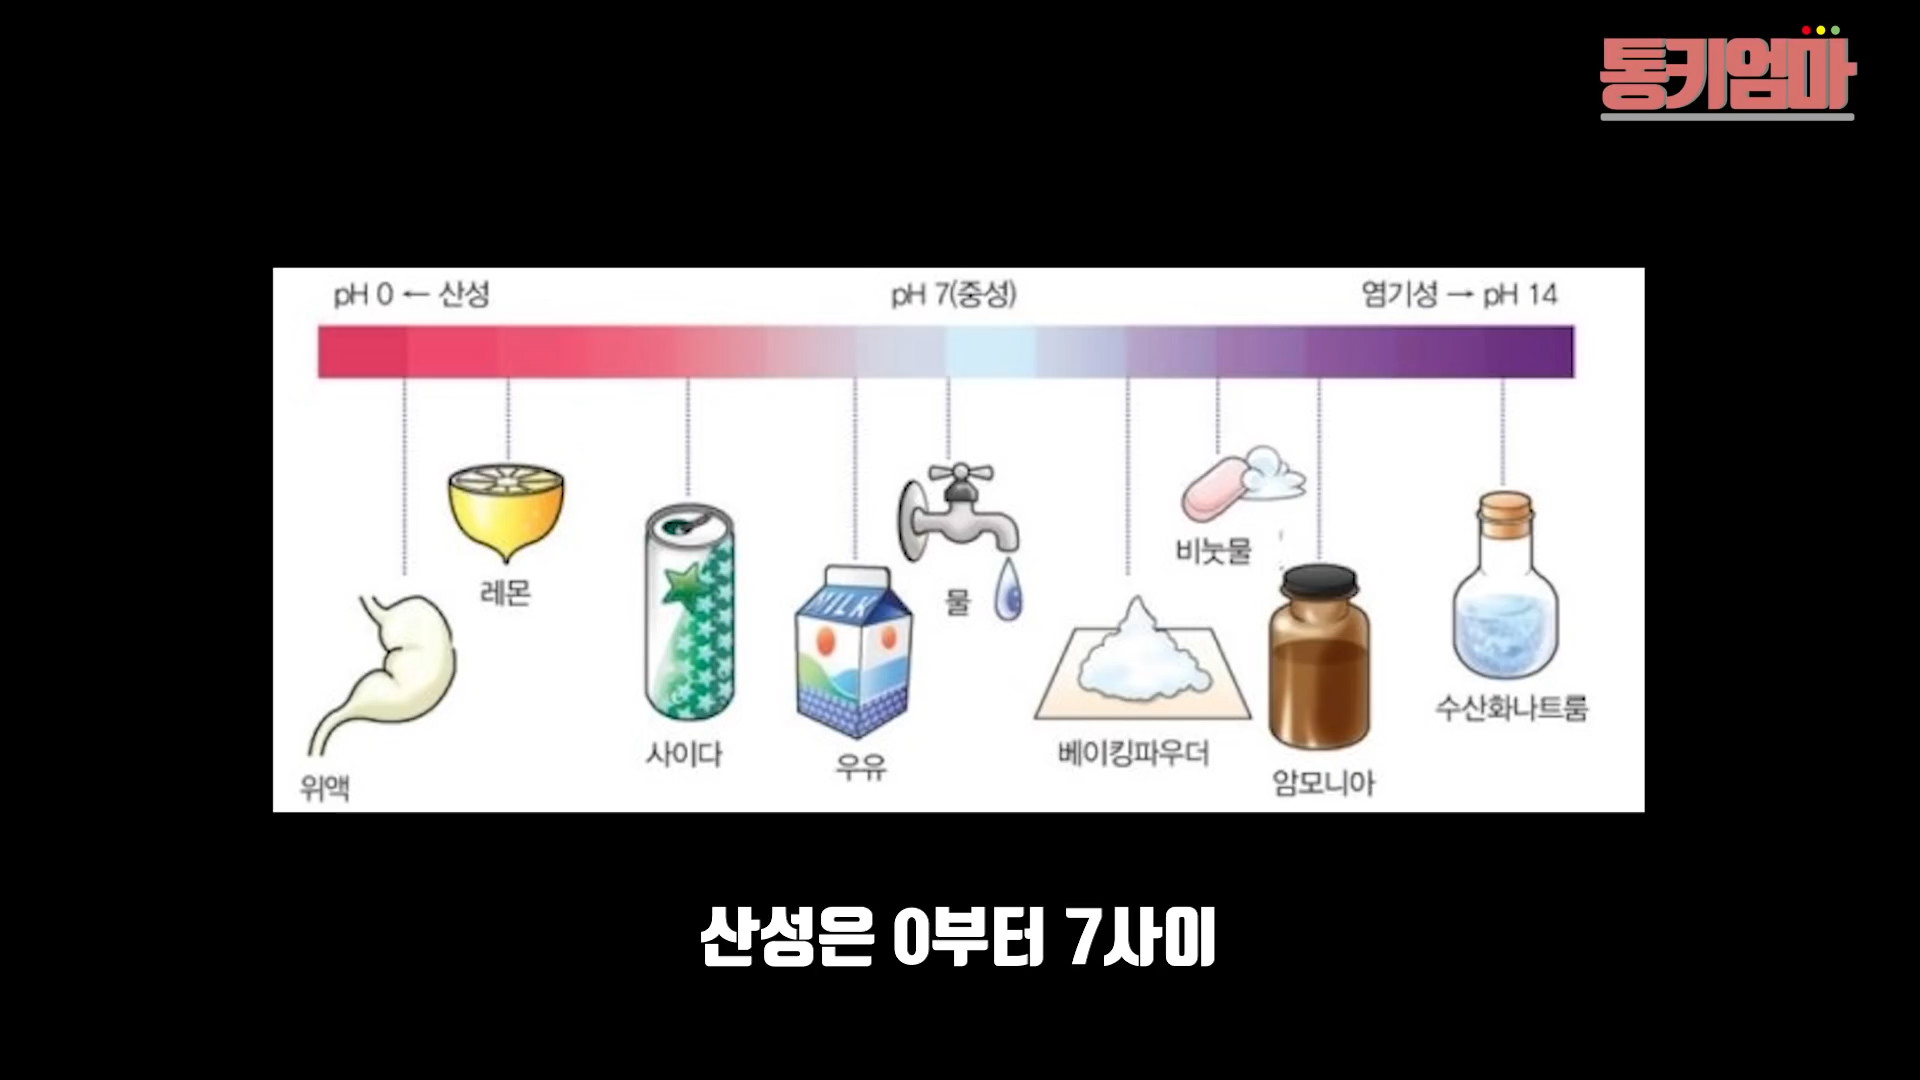 통키엄마
pH 0 ← 산성
pH 7(중성)
염기성 → pH 14
레몬
비눗물
MILK
물
수산화나트륨
사이다
우유
베이킹파우더
암모니아
위액
산성은 0부터 7사이